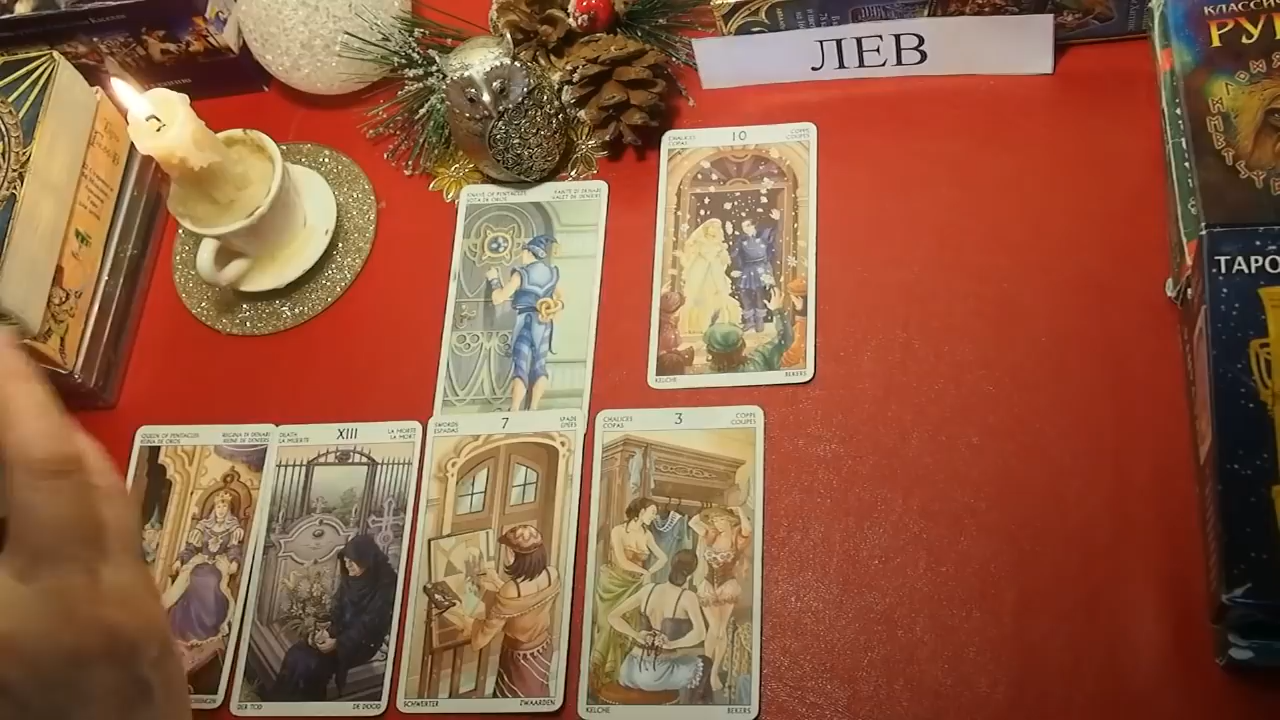 ЛЕВ
КЛАССИ
РУН
ТАРО
CHALICES
COPAS
10
COPPE
COUPES
KELCHE
BEKERS
KNAVE OF PENTACLES
SOTA DE OROS
FANTE DI DENARI
VALET DE DENIERS
QUEEN OF PENTACLES
REINA DE OROS
REGINA DI DENARI
REINE DE DENIERS
DEATH
LA MUERTE
XIII
LA MORTE
LA MORT
DER TOD
DE DOOD
SWORDS
ESPADAS
7
SPADE
EPEES
SCHWERTER
ZWAARDEN
CHALICES
COPAS
3
COPPE
COUPES
KELCHE
BEKERS